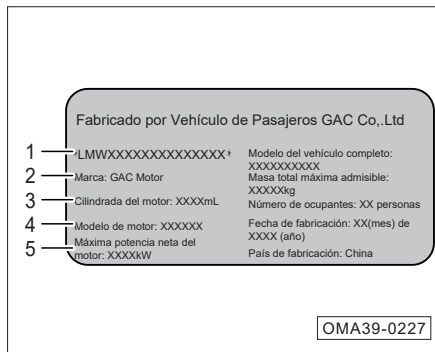 Fabricado por Vehículo de Pasajeros GAC Co,.Ltd
1
*LMWXXXXXXXXXXXXXX*
2
Marca: GAC Motor
3
Cilindrada del motor: XXXXmL
4
Modelo de motor: XXXXXX
5
Máxima potencia neta del
motor: XXXXkW
Modelo del vehículo completo:
XXXXXXXXXX
Masa total máxima admisible:
XXXXXkg
Número de ocupantes: XX personas
Fecha de fabricación: XX(mes) de
XXXX (año)
País de fabricación: China
OMA39-0227